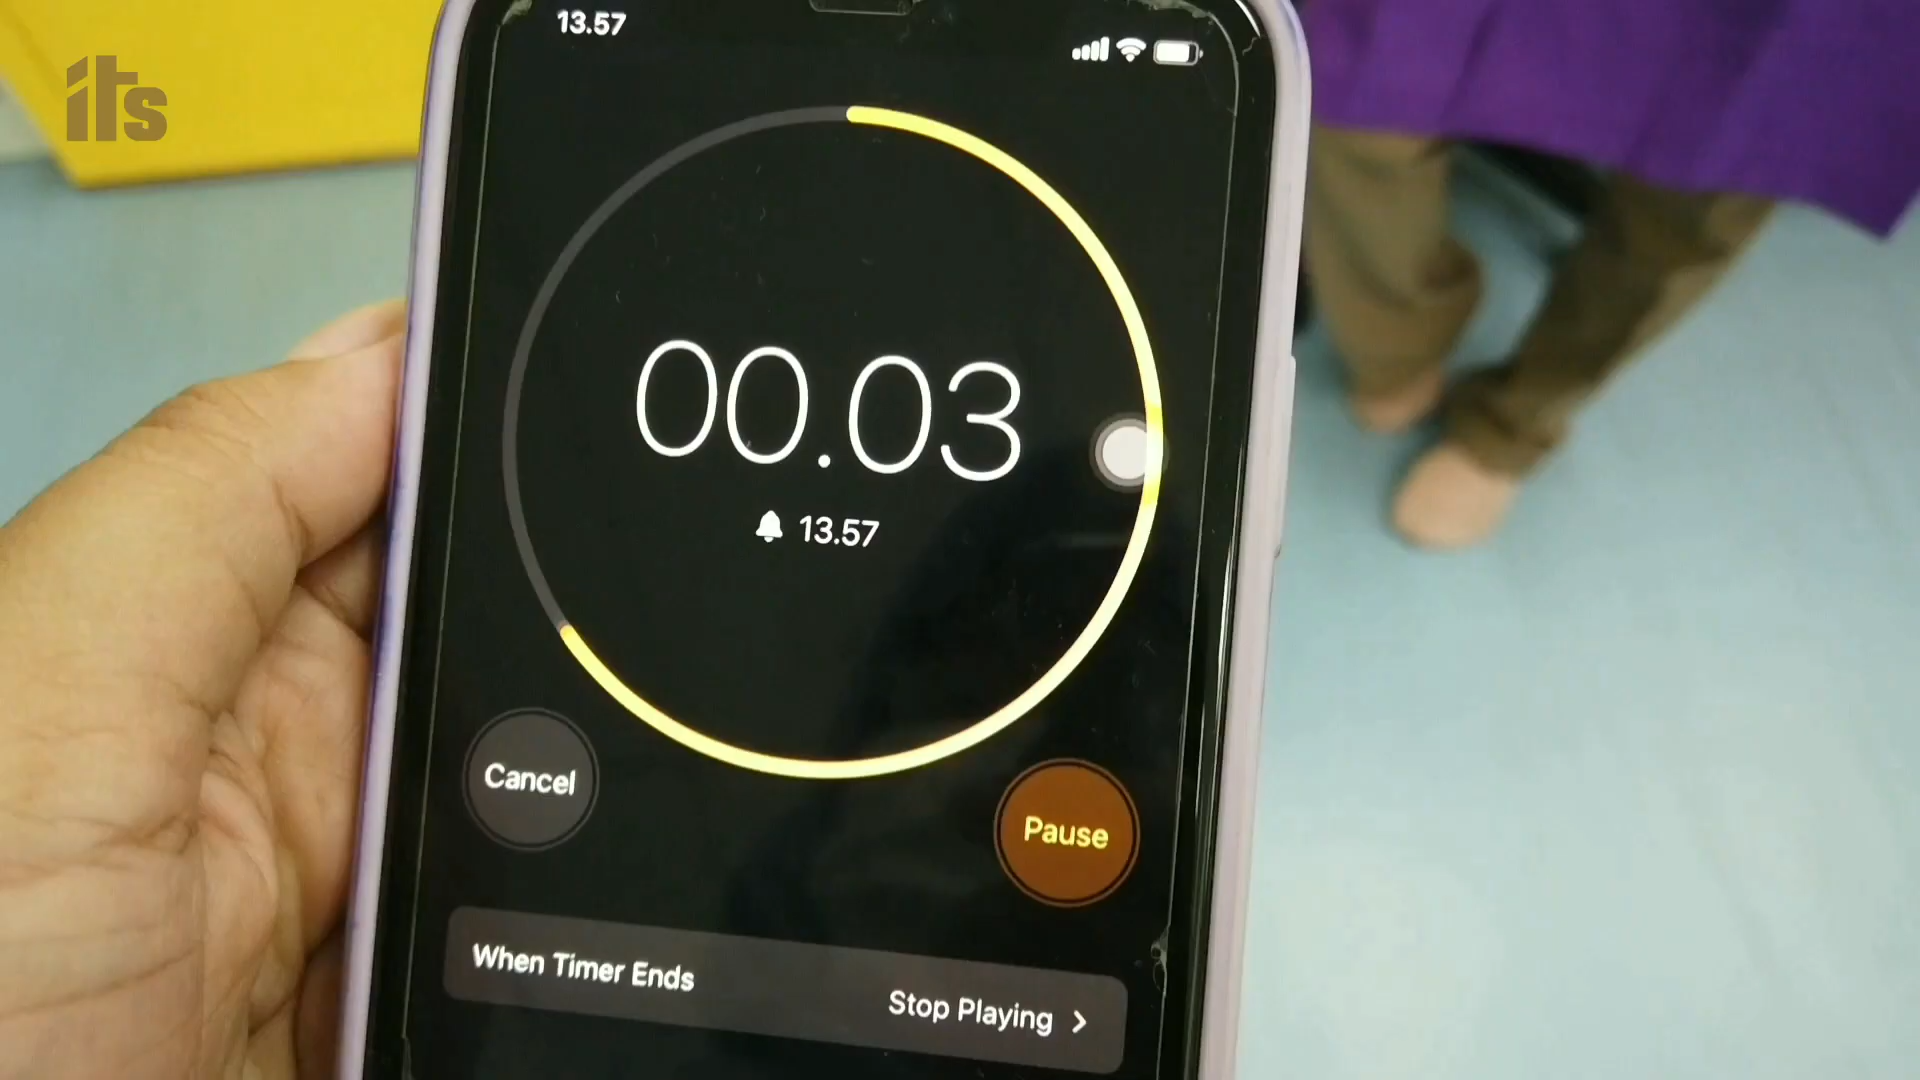 its
13.57
00.03
13.57
Cancel
Pause
When Timer Ends
Stop Playing